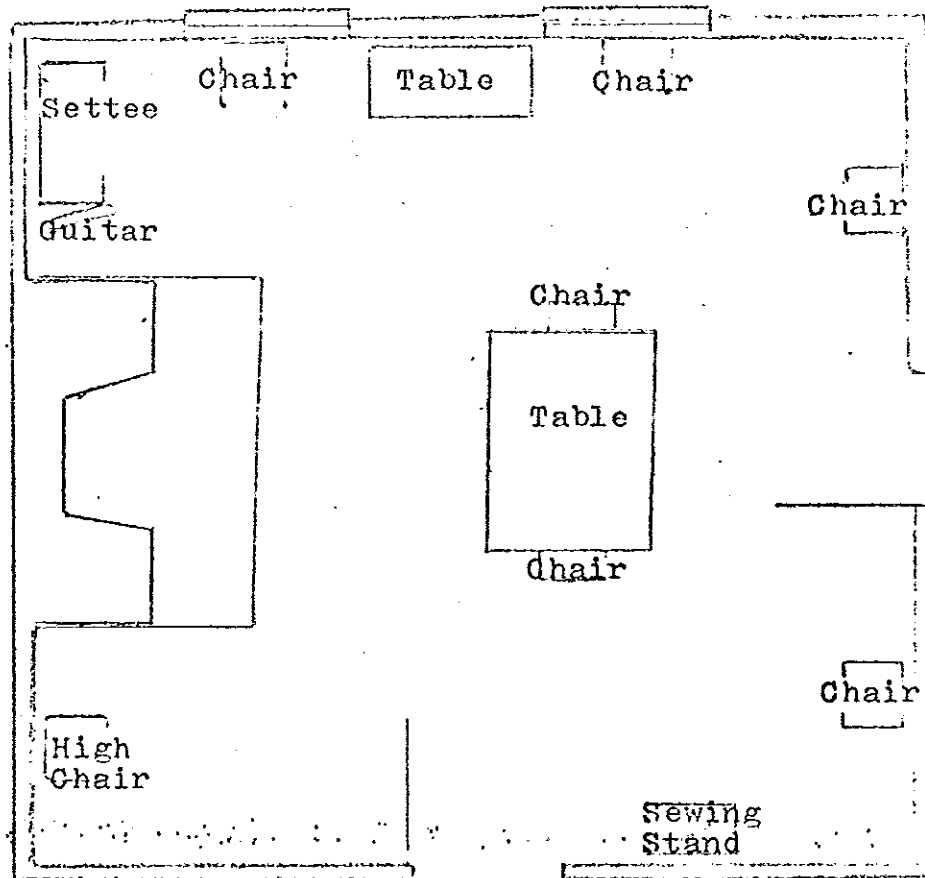 Chair
Table
Chair
Settee
Chair
Guitar
Chair
Table
Chair
Chair
High
Chair
Sewing
Stand